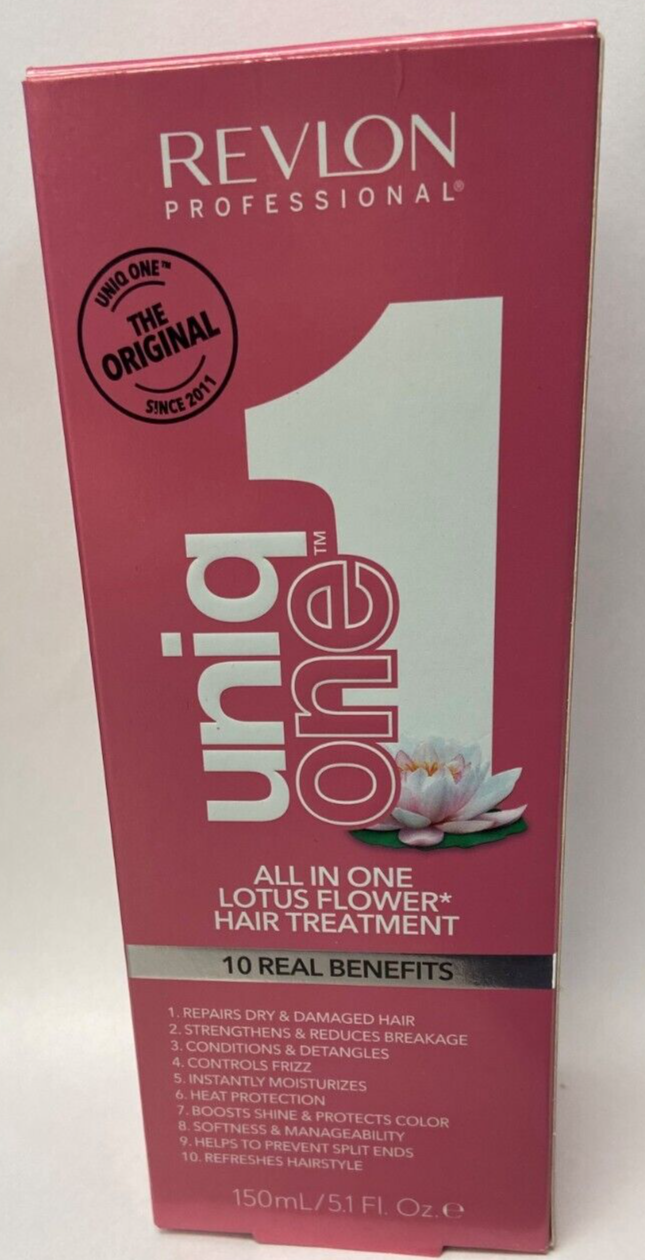 REVLON
PROFESSIONAL®
UNIQ ONE™
THE
ORIGINAL
SINCE 2011
1
uniq
one™
ALL IN ONE
LOTUS FLOWER*
HAIR TREATMENT
10 REAL BENEFITS
1. REPAIRS DRY & DAMAGED HAIR
2. STRENGTHENS & REDUCES BREAKAGE
3. CONDITIONS & DETANGLES
4. CONTROLS FRIZZ
5. INSTANTLY MOISTURIZES
6. HEAT PROTECTION
7. BOOSTS SHINE & PROTECTS COLOR
8. SOFTNESS & MANAGEABILITY
9. HELPS TO PREVENT SPLIT ENDS
10. REFRESHES HAIRSTYLE
150mL/5.1 Fl. Oz.℮